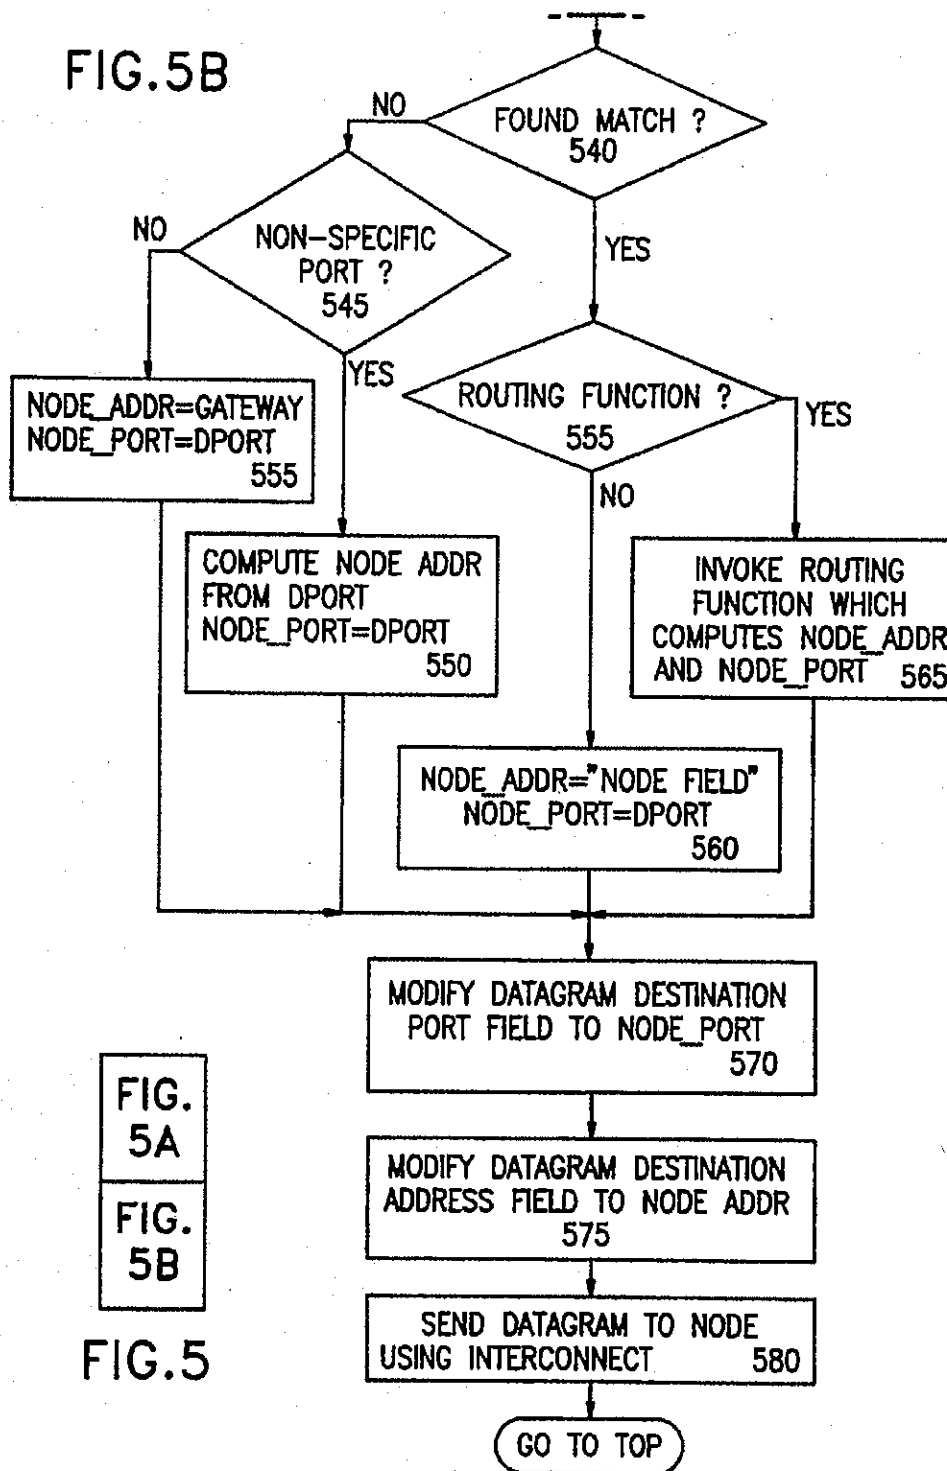 FIG.5B
FOUND MATCH ?
540
NO
YES
NON-SPECIFIC
PORT ?
545
NO
YES
ROUTING FUNCTION ?
555
YES
NO
NODE_ADDR=GATEWAY
NODE_PORT=DPORT
555
COMPUTE NODE ADDR
FROM DPORT
NODE_PORT=DPORT
550
INVOKE ROUTING
FUNCTION WHICH
COMPUTES NODE_ADDR
AND NODE_PORT 565
NODE_ADDR="NODE FIELD"
NODE_PORT=DPORT
560
MODIFY DATAGRAM DESTINATION
PORT FIELD TO NODE_PORT
570
MODIFY DATAGRAM DESTINATION
ADDRESS FIELD TO NODE ADDR
575
SEND DATAGRAM TO NODE
USING INTERCONNECT 580
GO TO TOP
FIG.
5A
FIG.
5B
FIG.5